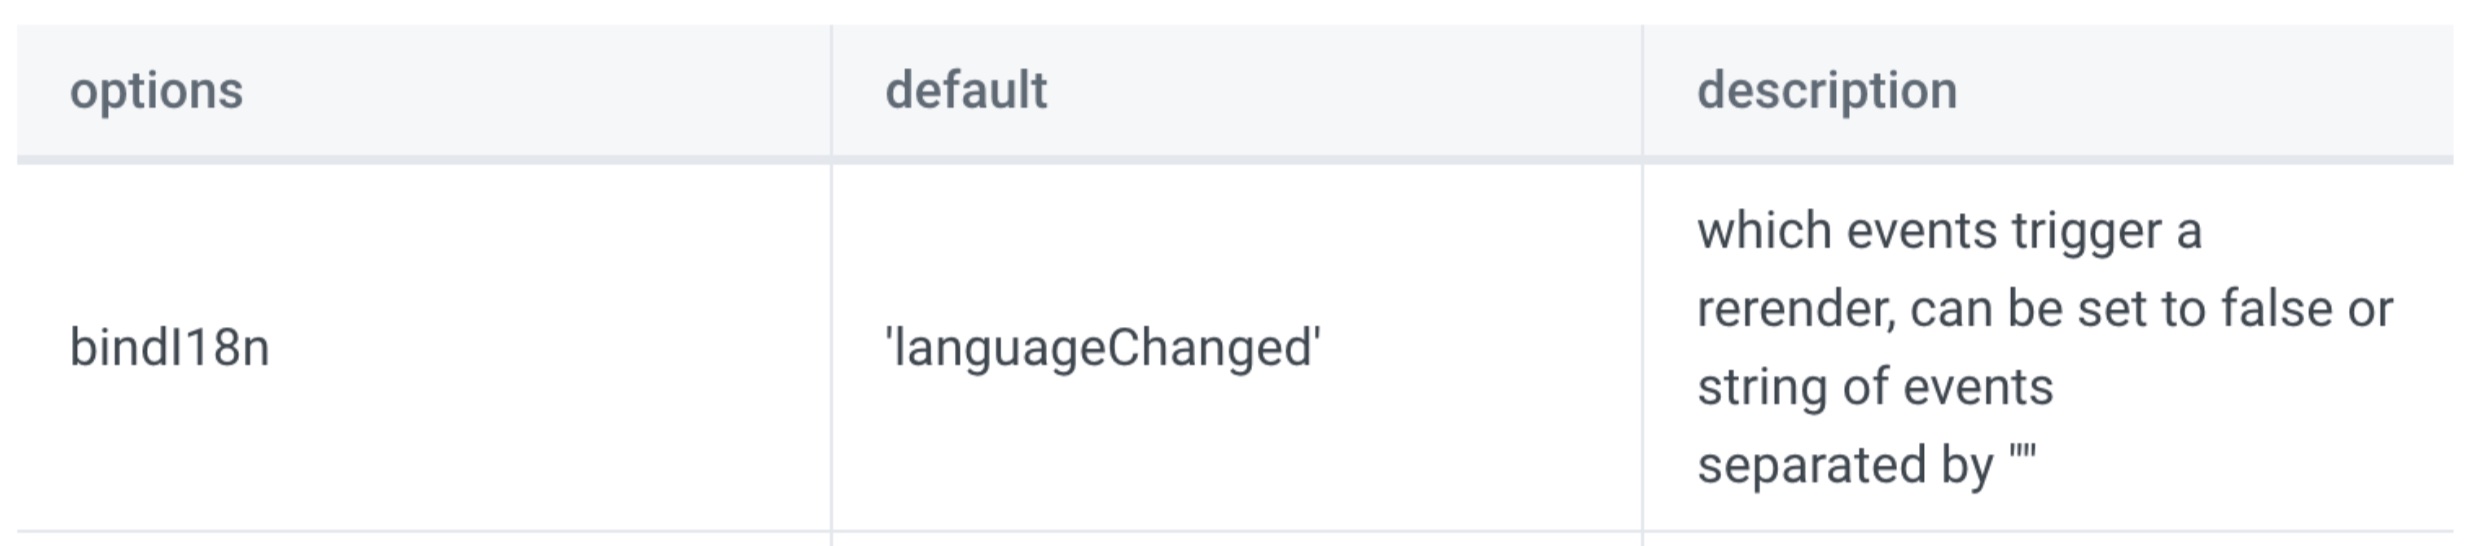 options
default
description
bindI18n
'languageChanged'
which events trigger a
rerender, can be set to false or
string of events
separated by ""